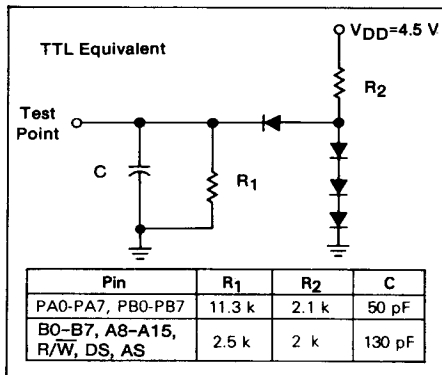 VDD=4.5 V
TTL Equivalent
R2
Test
Point
C
R1
Pin R1 R2 C
PA0-PA7, PB0-PB7 11.3 k 2.1 k 50 pF
B0-B7, A8-A15,
R/W̅, DS, AS 2.5 k 2 k 130 pF